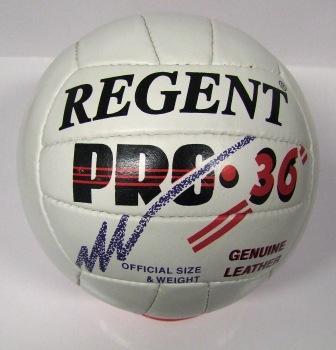 REGENT®
PRO•36
OFFICIAL SIZE
& WEIGHT
GENUINE
LEATHER